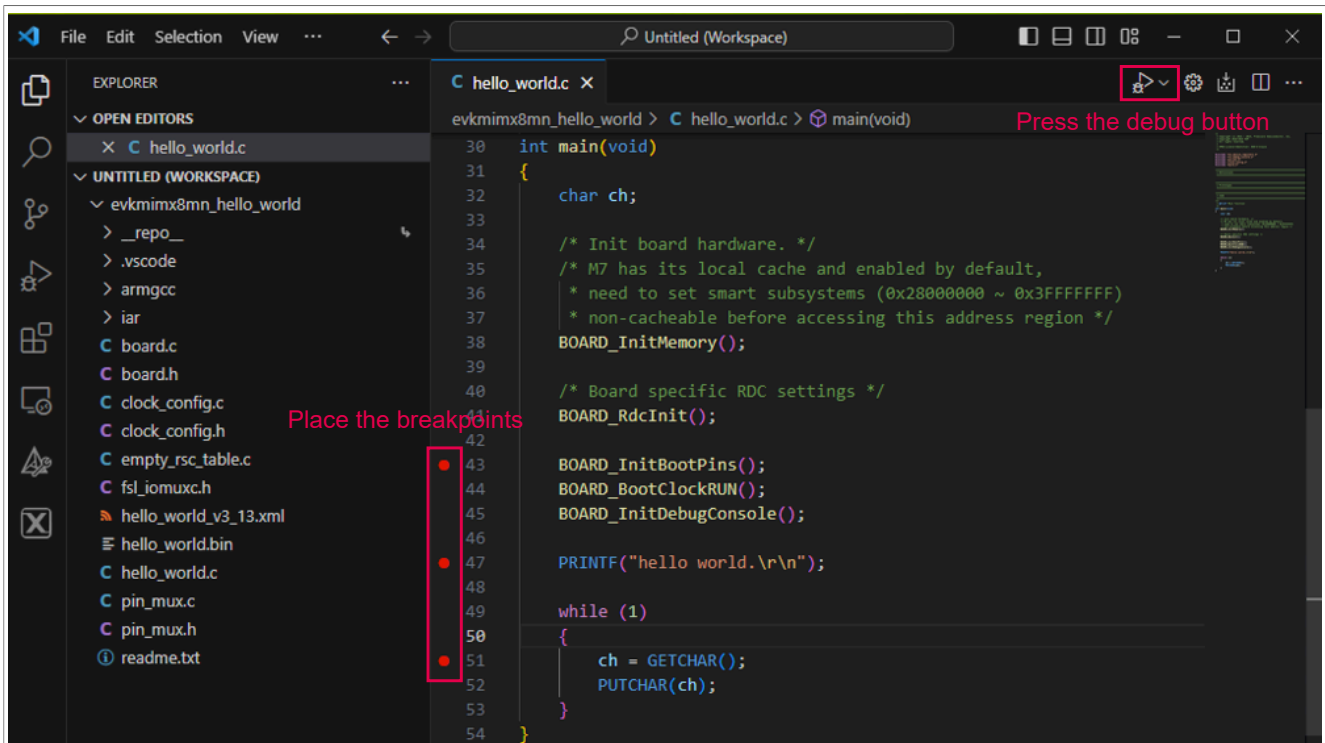 File Edit Selection View ··· ← → Untitled (Workspace)
EXPLORER ···
OPEN EDITORS
C hello_world.c
UNTITLED (WORKSPACE)
evkmimx8mn_hello_world
__repo__
.vscode
armgcc
iar
C board.c
C board.h
C clock_config.c
C clock_config.h
C empty_rsc_table.c
C fsl_iomuxc.h
hello_world_v3_13.xml
hello_world.bin
C hello_world.c
C pin_mux.c
C pin_mux.h
readme.txt
C hello_world.c
evkmimx8mn_hello_world > C hello_world.c > main(void)
Press the debug button
Place the breakpoints
30 int main(void)
31 {
32 char ch;
33
34 /* Init board hardware. */
35 /* M7 has its local cache and enabled by default,
36 * need to set smart subsystems (0x28000000 ~ 0x3FFFFFFF)
37 * non-cacheable before accessing this address region */
38 BOARD_InitMemory();
39
40 /* Board specific RDC settings */
41 BOARD_RdcInit();
42
43 BOARD_InitBootPins();
44 BOARD_BootClockRUN();
45 BOARD_InitDebugConsole();
46
47 PRINTF("hello world.\r\n");
48
49 while (1)
50 {
51 ch = GETCHAR();
52 PUTCHAR(ch);
53 }
54 }